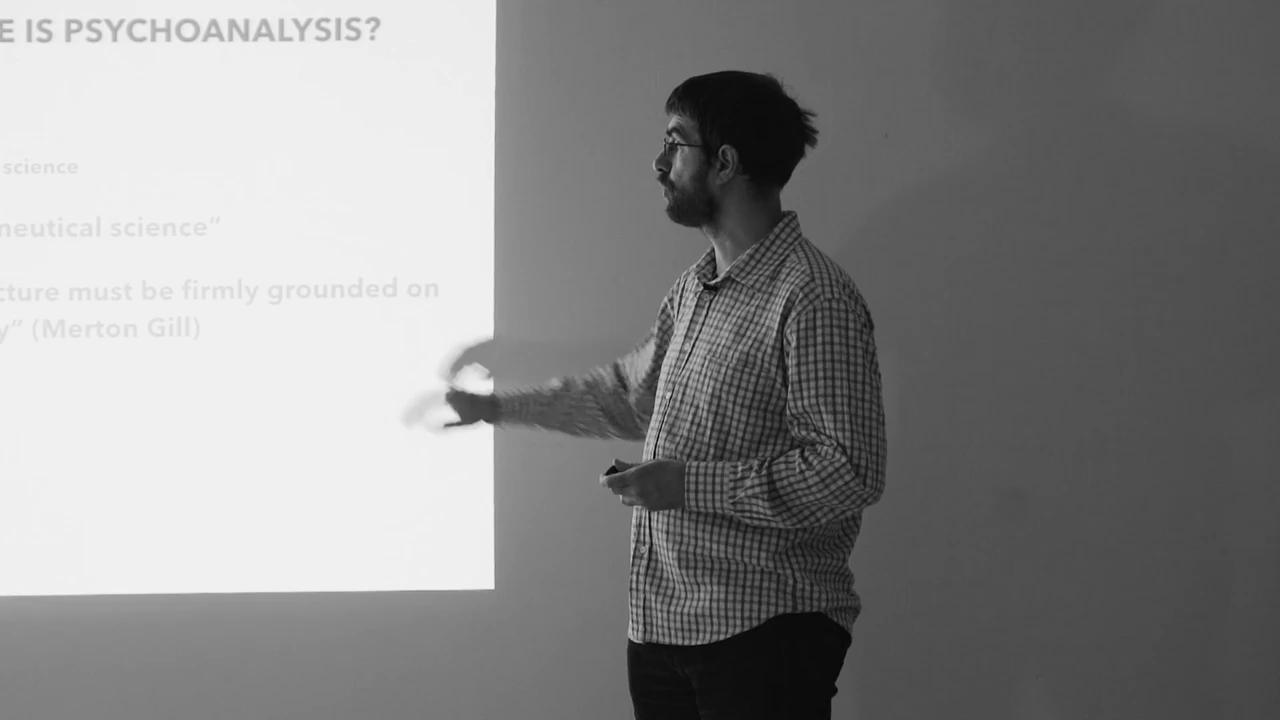 E IS PSYCHOANALYSIS?
science
neutical science”
cture must be firmly grounded on
y” (Merton Gill)